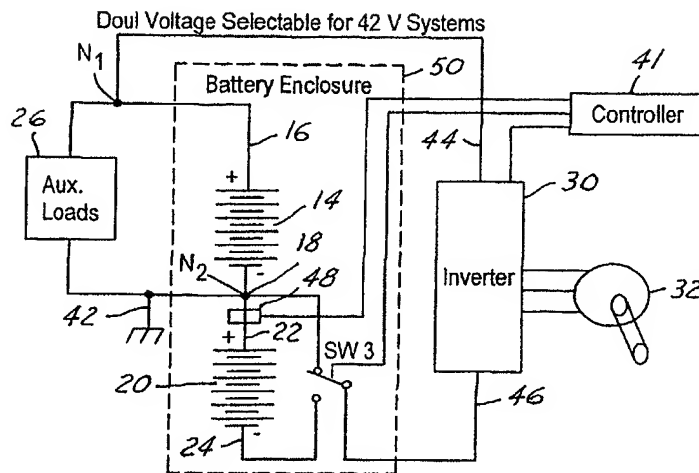 Doul Voltage Selectable for 42 V Systems
N1
50
Battery Enclosure
41
Controller
26
16
44
Aux.
Loads
+
14
30
18
N2
-
48
Inverter
32
42
+
22
SW 3
20
46
24
-